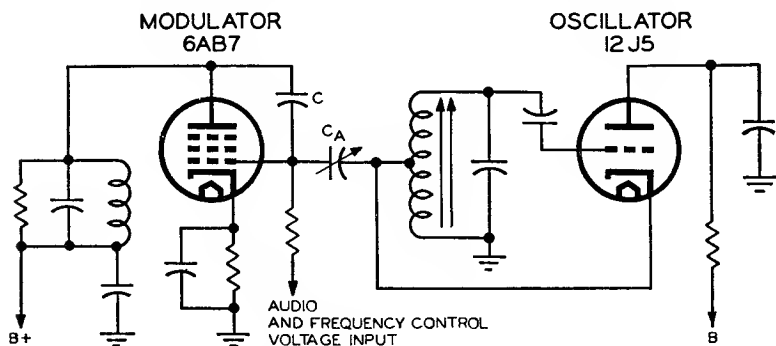 MODULATOR
6AB7
OSCILLATOR
12J5
C
CA
B+
AUDIO
AND FREQUENCY CONTROL
VOLTAGE INPUT
B